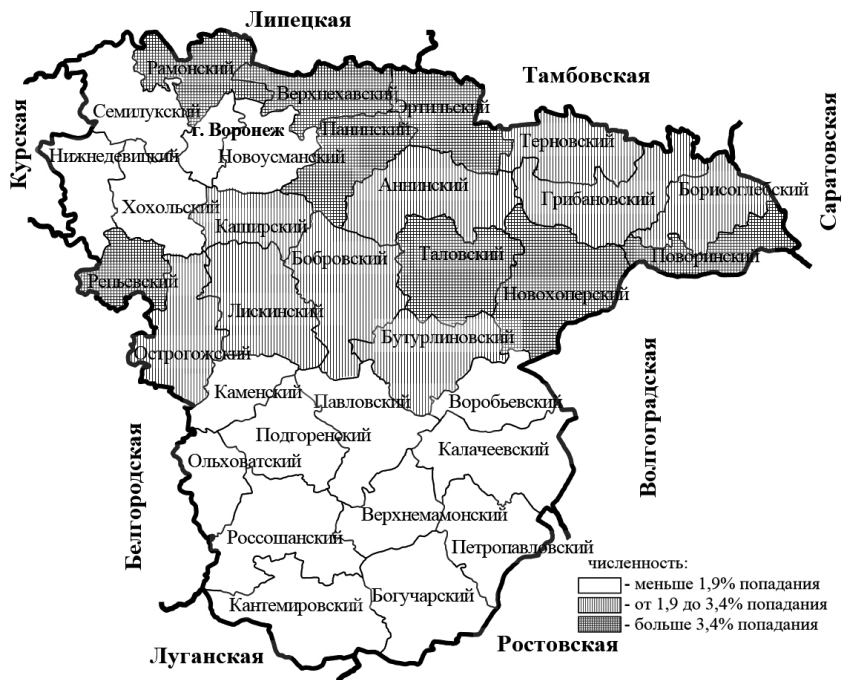 Липецкая
Рамонский
Тамбовская
Верхнехавский
Эртильский
Семилукский
г. Воронеж
Панинский
Терновский
Курская
Нижнедевицкий
Новоусманский
Аннинский
Грибановский
Борисоглебский
Саратовская
Хохольский
Каширский
Бобровский
Таловский
Поворинский
Репьевский
Лискинский
Новохоперский
Острогожский
Бутурлиновский
Волгоградская
Каменский
Павловский
Воробьевский
Подгоренский
Калачеевский
Белгородская
Ольховатский
Верхнемамонский
Россошанский
Петропавловский
численность:
- меньше 1,9% попадания
Кантемировский
Богучарский
- от 1,9 до 3,4% попадания
- больше 3,4% попадания
Луганская
Ростовская